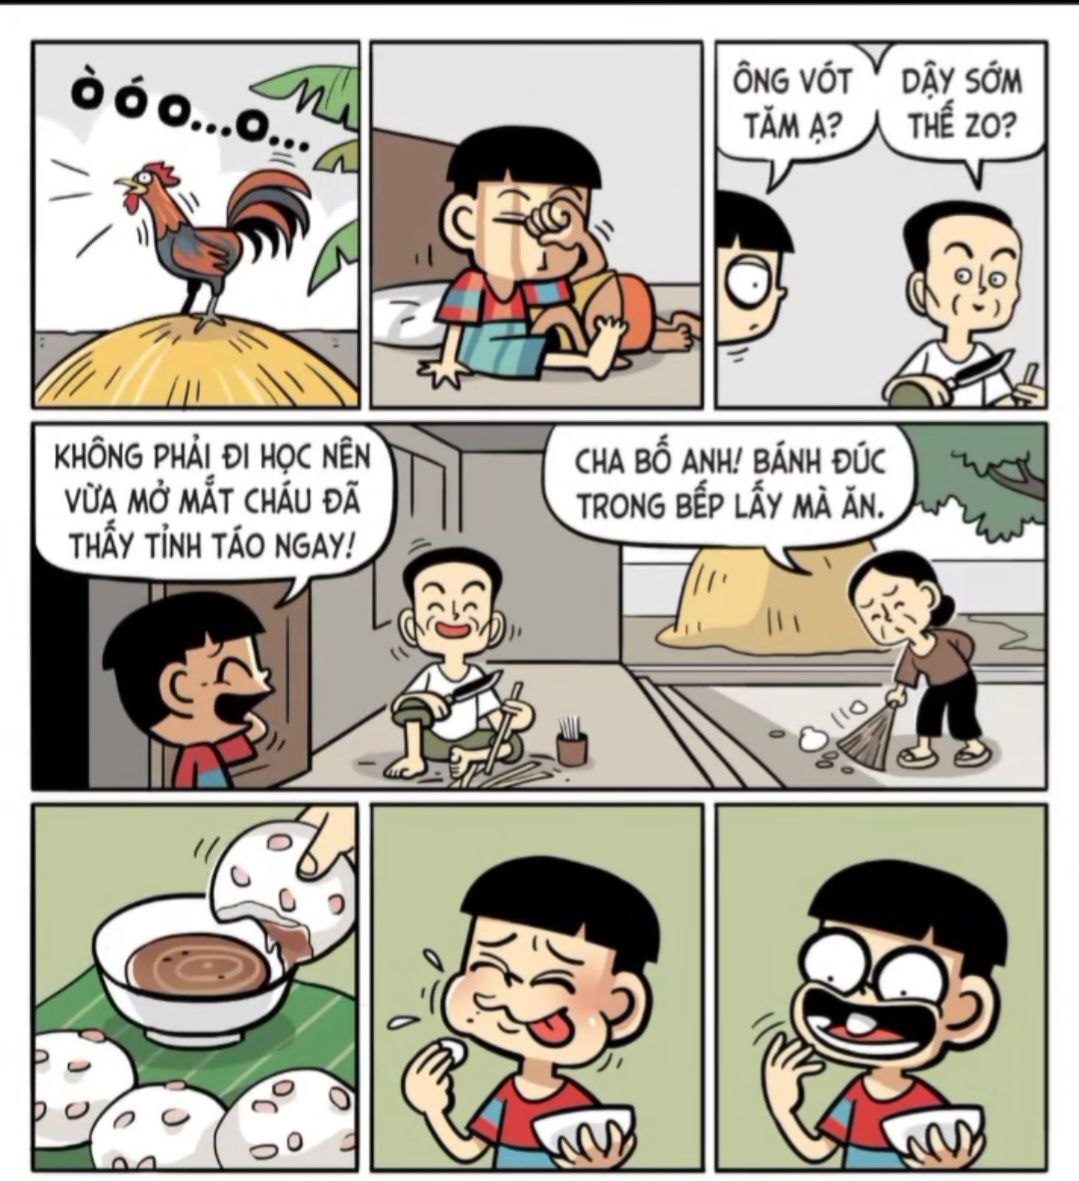 Ò Ó O...O...
ÔNG VÓT
TĂM Ạ?
DẬY SỚM
THẾ ZO?
KHÔNG PHẢI ĐI HỌC NÊN
VỪA MỞ MẮT CHÁU ĐÃ
THẤY TỈNH TÁO NGAY!
CHA BỐ ANH! BÁNH ĐÚC
TRONG BẾP LẤY MÀ ĂN.